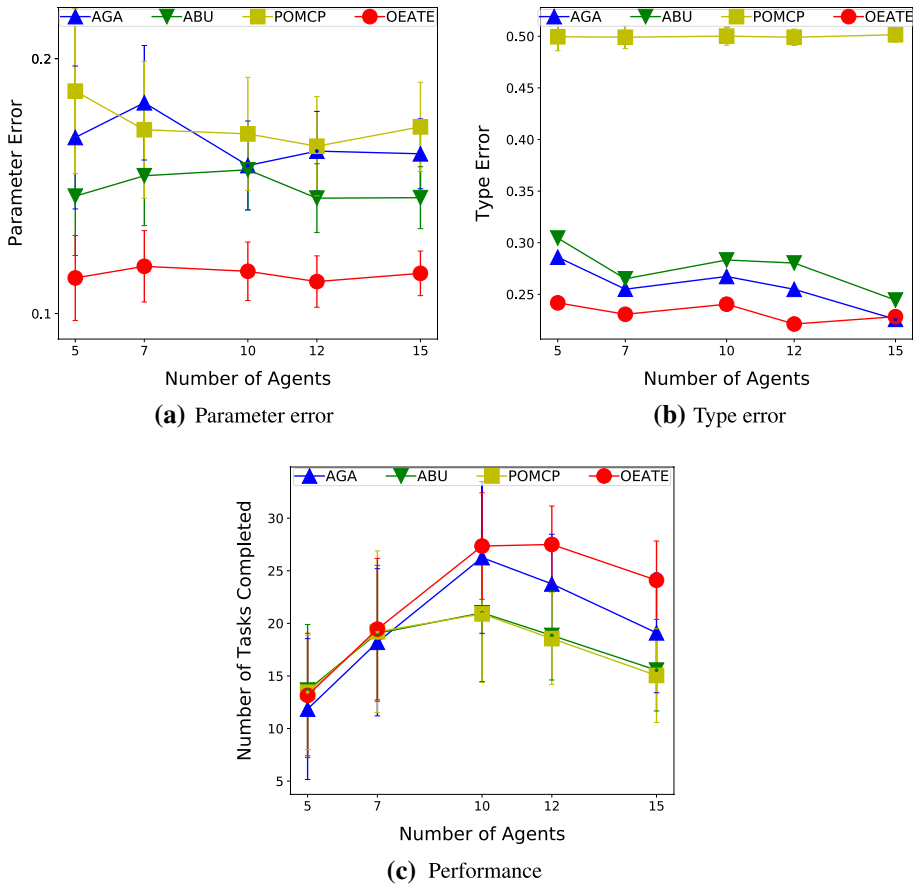 AGA ABU POMCP OEATE
0.2
0.1
Parameter Error
5 7 10 12 15
Number of Agents
(a) Parameter error
AGA ABU POMCP OEATE
0.50
0.45
0.40
0.35
0.30
0.25
Type Error
5 7 10 12 15
Number of Agents
(b) Type error
AGA ABU POMCP OEATE
30
25
20
15
10
5
Number of Tasks Completed
5 7 10 12 15
Number of Agents
(c) Performance